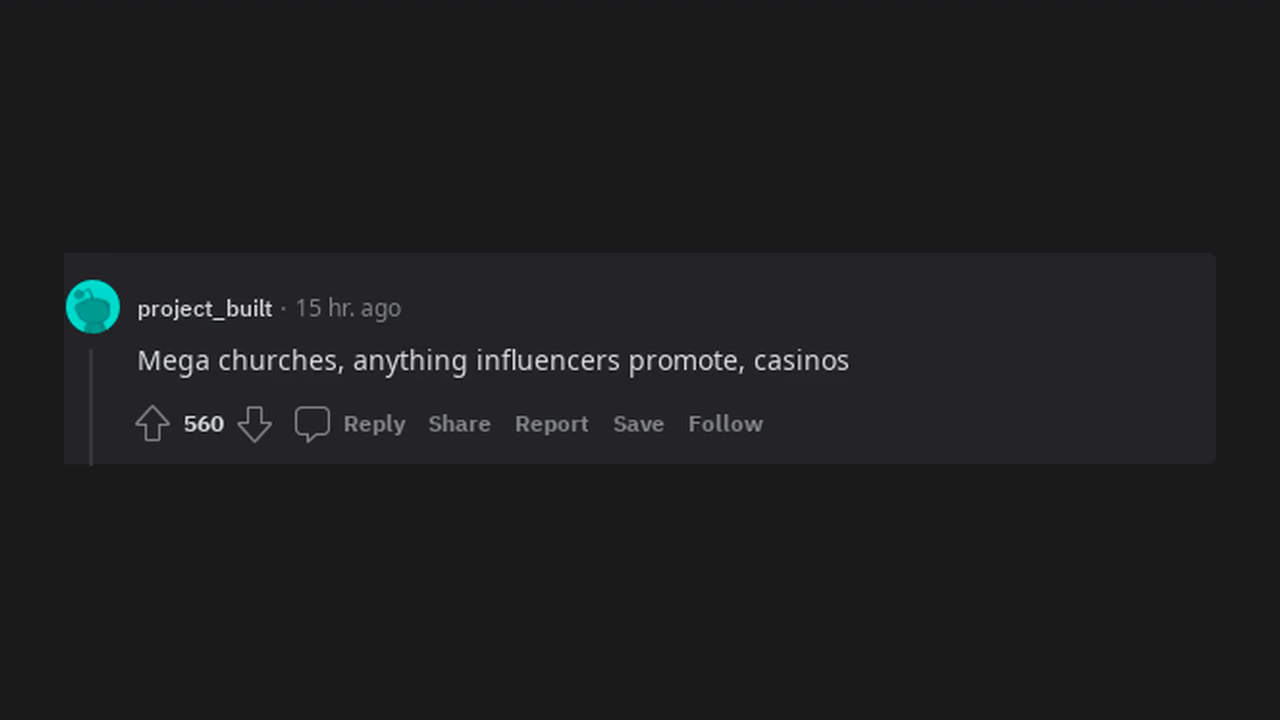 project_built · 15 hr. ago
Mega churches, anything influencers promote, casinos
560 Reply Share Report Save Follow